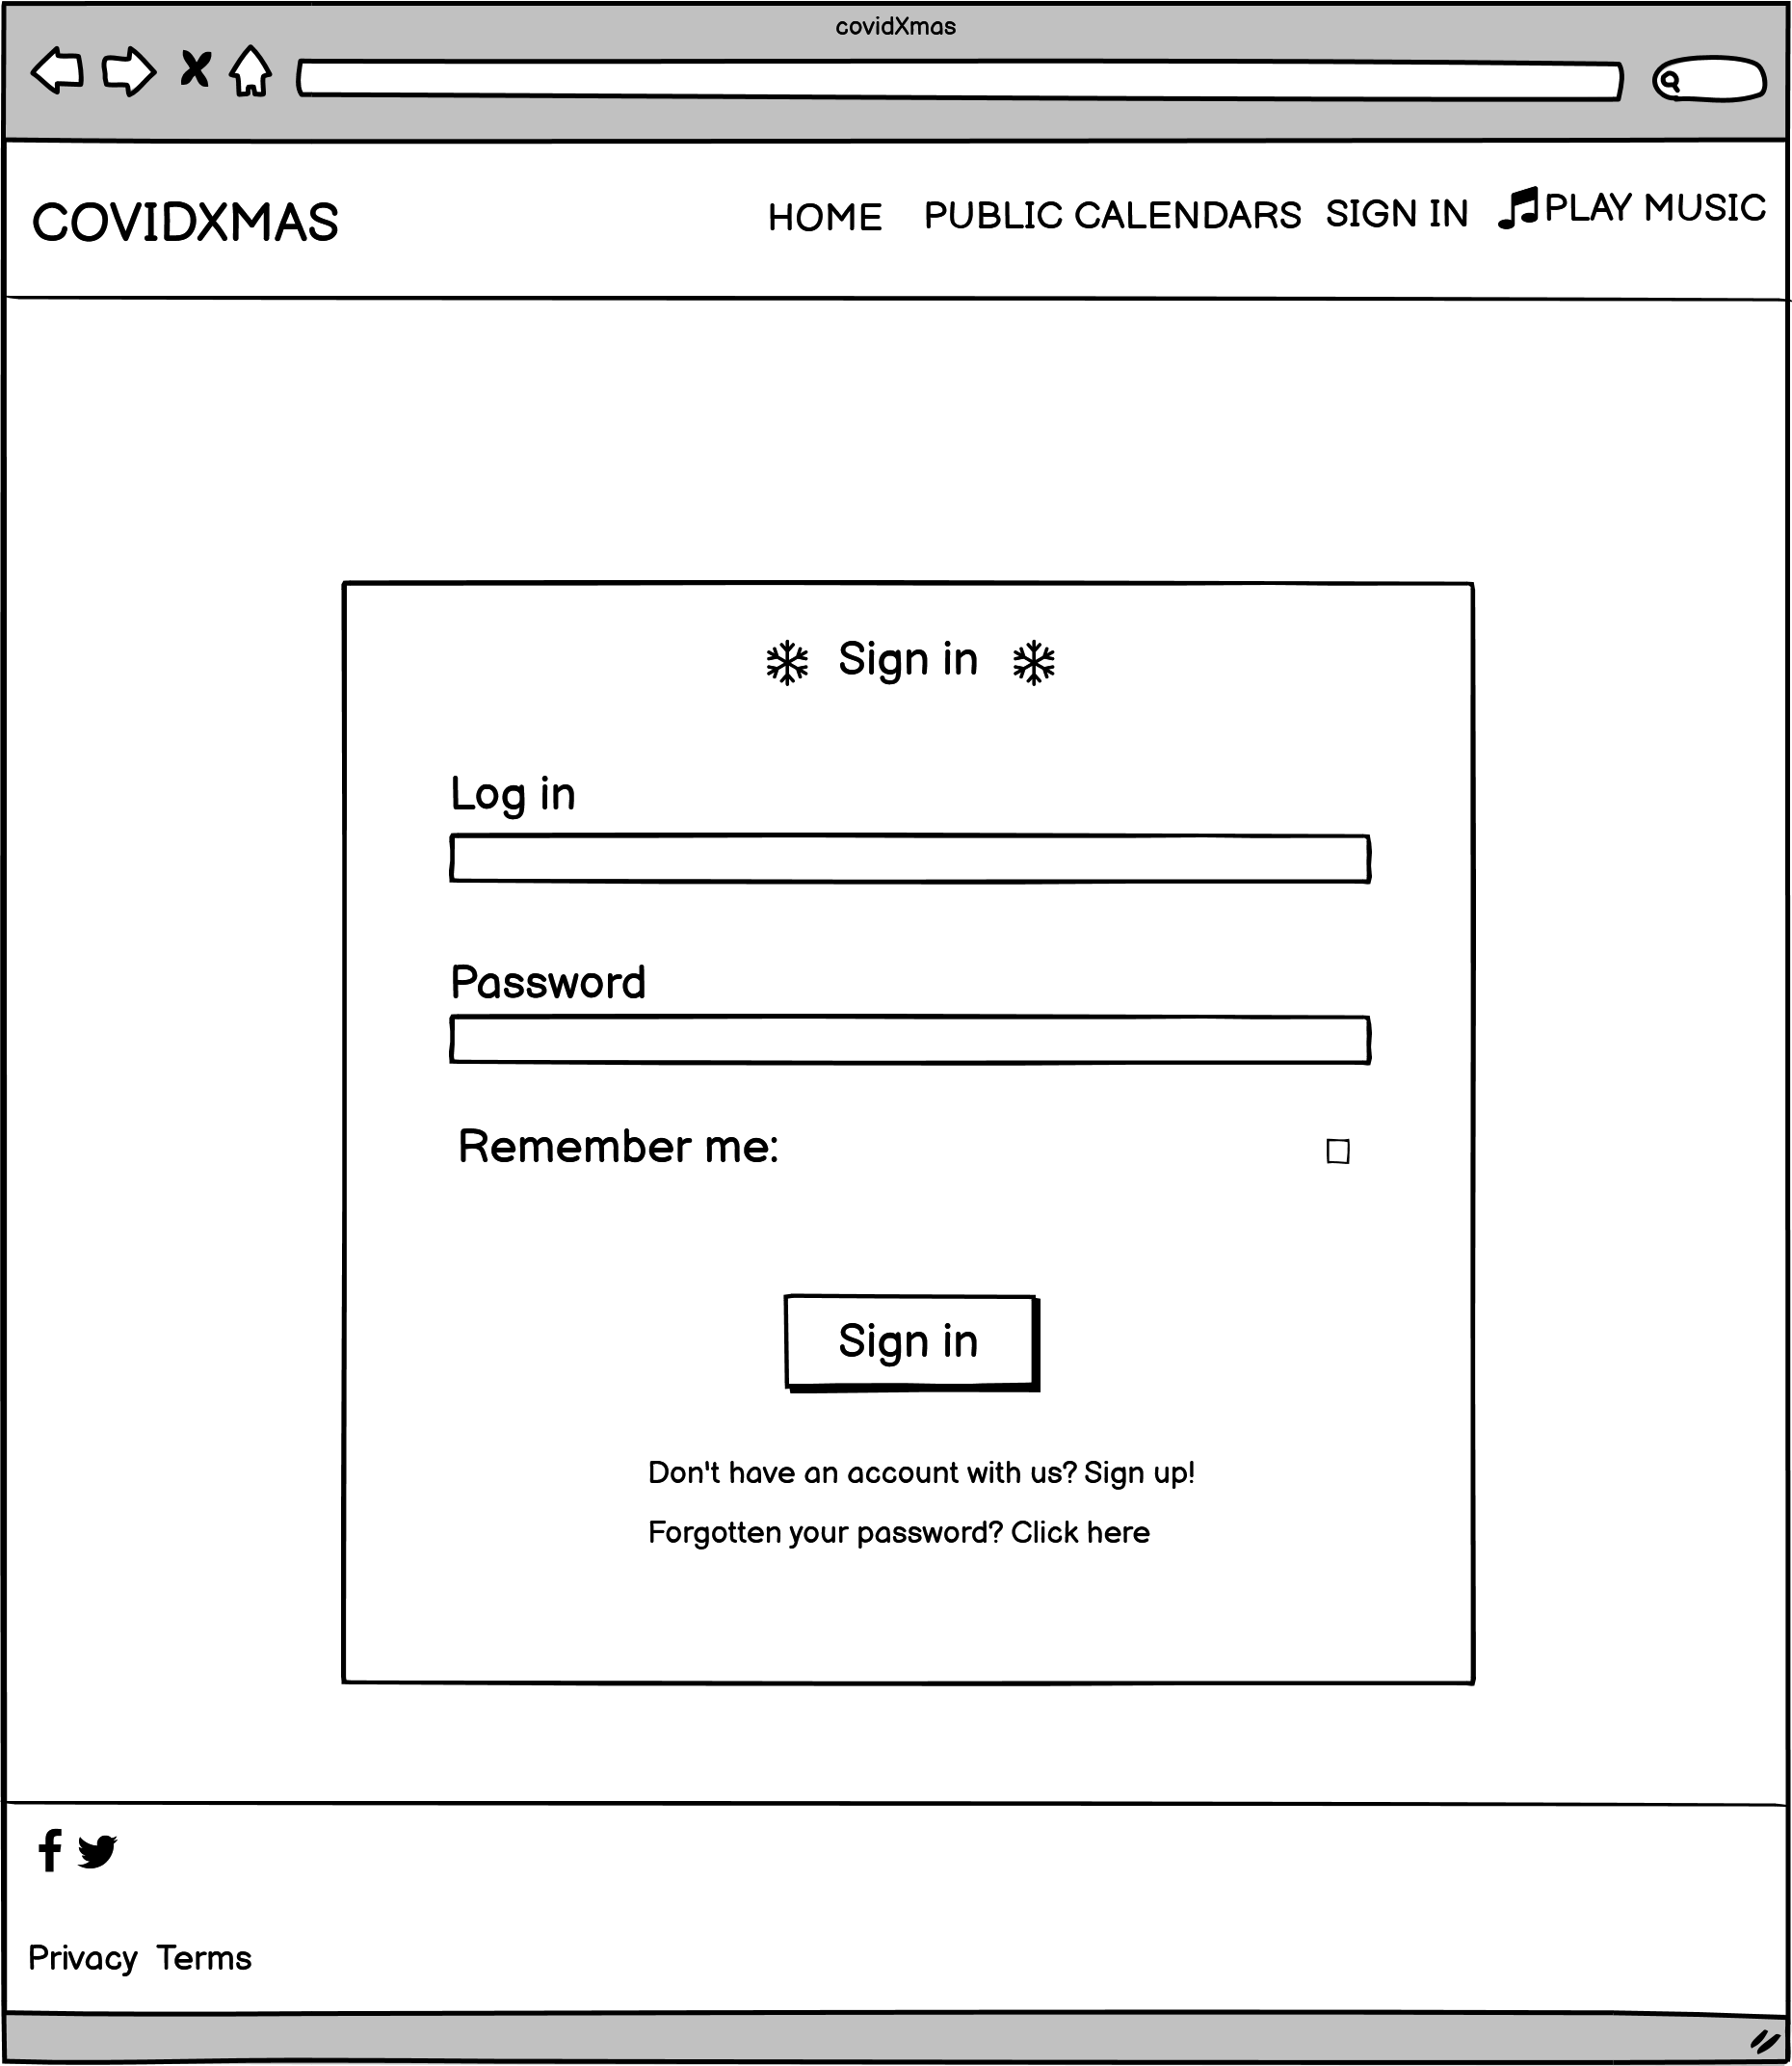 covidXmas
COVIDXMAS
HOME PUBLIC CALENDARS SIGN IN PLAY MUSIC
Sign in
Log in
Password
Remember me:
Sign in
Don't have an account with us? Sign up!
Forgotten your password? Click here
Privacy Terms